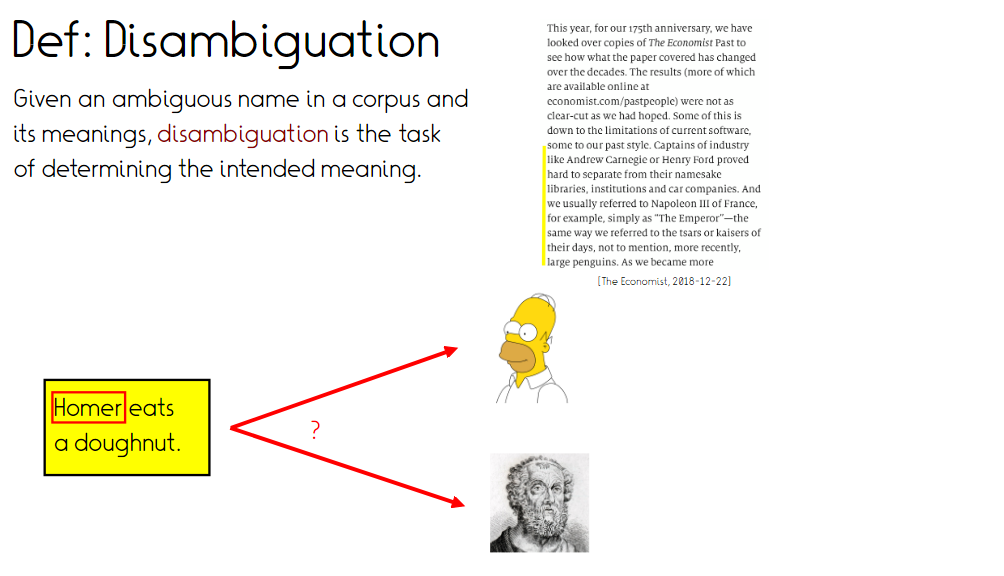 Def: Disambiguation
Given an ambiguous name in a corpus and
its meanings, disambiguation is the task
of determining the intended meaning.
This year, for our 175th anniversary, we have
looked over copies of The Economist Past to
see how what the paper covered has changed
over the decades. The results (more of which
are available online at
economist.com/pastpeople) were not as
clear-cut as we had hoped. Some of this is
down to the limitations of current software,
some to our past style. Captains of industry
like Andrew Carnegie or Henry Ford proved
hard to separate from their namesake
libraries, institutions and car companies. And
we usually referred to Napoleon III of France,
for example, simply as “The Emperor”—the
same way we referred to the tsars or kaisers of
their days, not to mention, more recently,
large penguins. As we became more
[The Economist, 2018-12-22]
Homer eats
a doughnut.
?